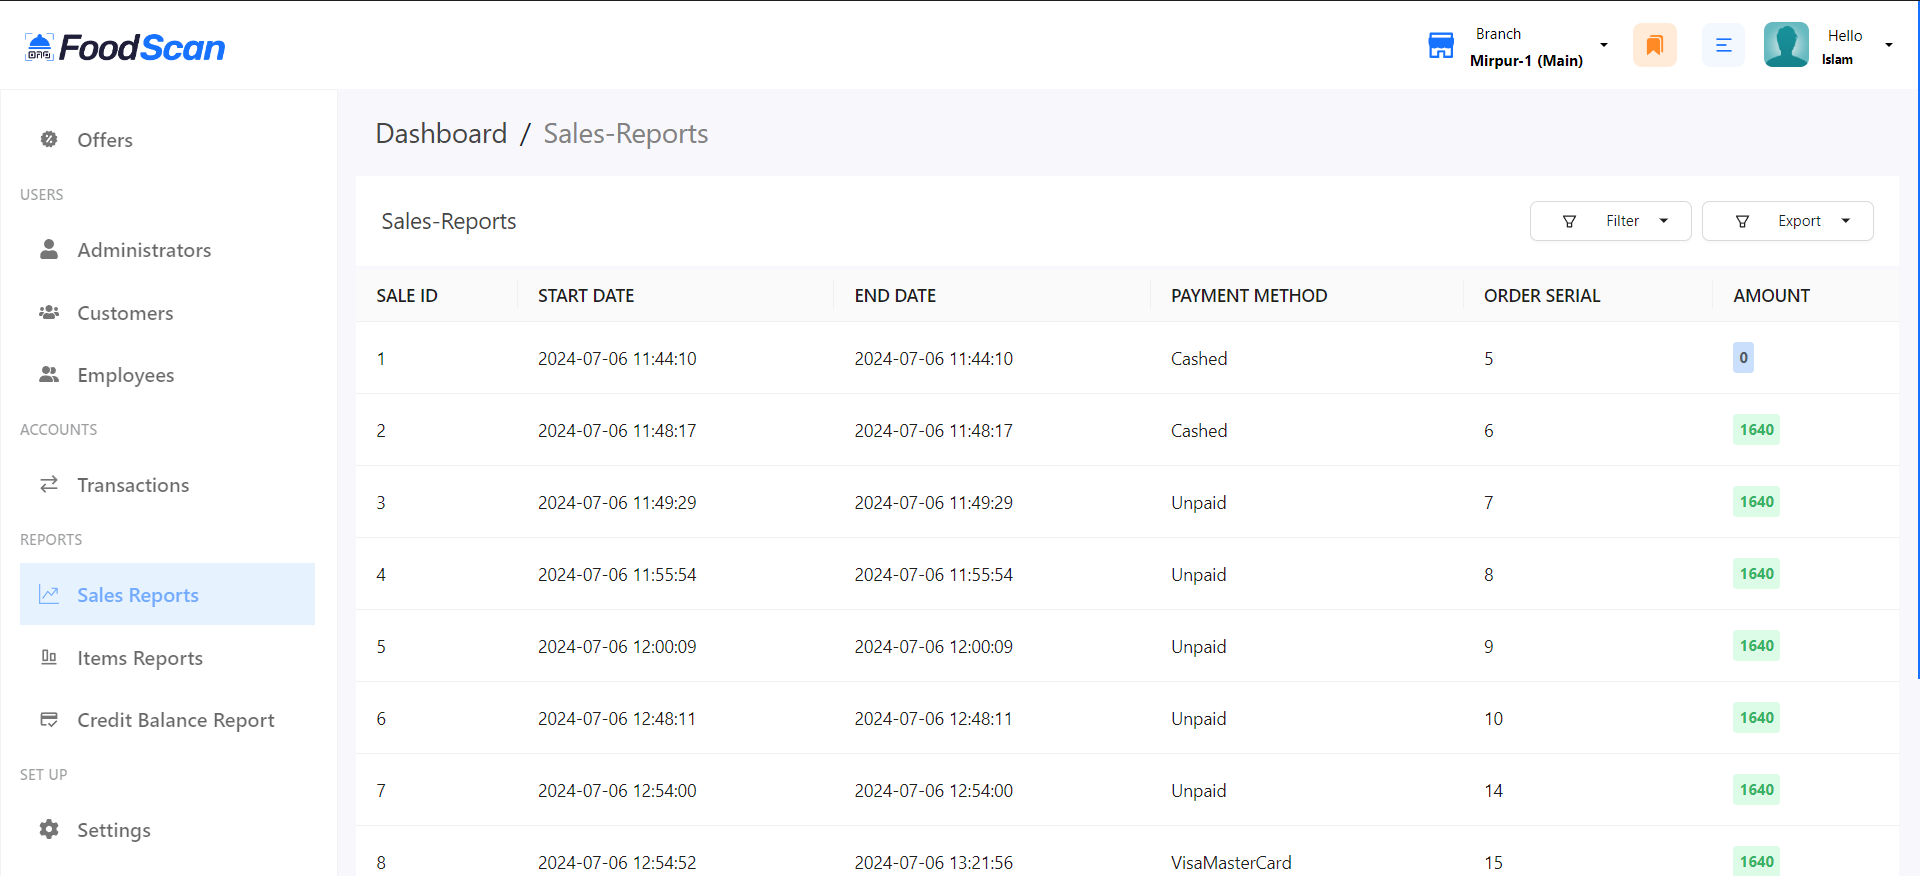 FoodScan
Branch
Mirpur-1 (Main)
Hello
Islam
Offers
USERS
Administrators
Customers
Employees
ACCOUNTS
Transactions
REPORTS
Sales Reports
Items Reports
Credit Balance Report
SET UP
Settings
Dashboard / Sales-Reports
Sales-Reports
Filter
Export
SALE ID START DATE END DATE PAYMENT METHOD ORDER SERIAL AMOUNT
1 2024-07-06 11:44:10 2024-07-06 11:44:10 Cashed 5 0
2 2024-07-06 11:48:17 2024-07-06 11:48:17 Cashed 6 1640
3 2024-07-06 11:49:29 2024-07-06 11:49:29 Unpaid 7 1640
4 2024-07-06 11:55:54 2024-07-06 11:55:54 Unpaid 8 1640
5 2024-07-06 12:00:09 2024-07-06 12:00:09 Unpaid 9 1640
6 2024-07-06 12:48:11 2024-07-06 12:48:11 Unpaid 10 1640
7 2024-07-06 12:54:00 2024-07-06 12:54:00 Unpaid 14 1640
8 2024-07-06 12:54:52 2024-07-06 13:21:56 VisaMasterCard 15 1640